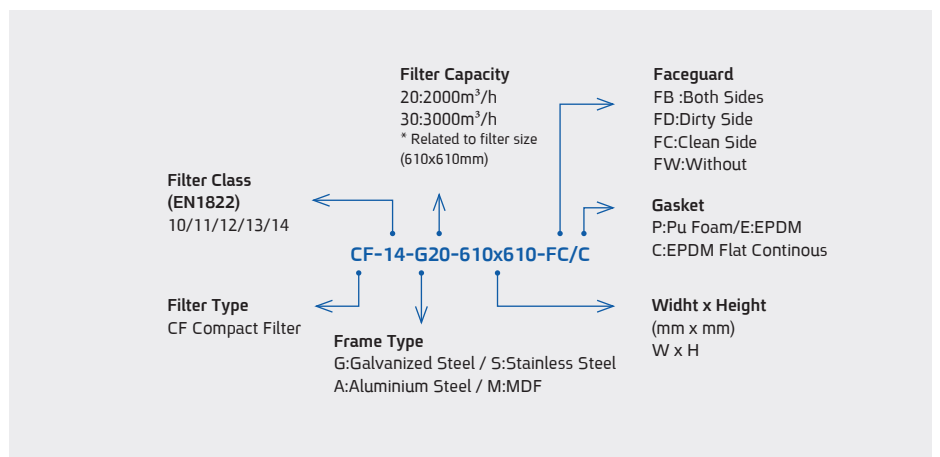 Filter Capacity
20:2000m³/h
30:3000m³/h
* Related to filter size
(610x610mm)
Faceguard
FB :Both Sides
FD:Dirty Side
FC:Clean Side
FW:Without
Filter Class
(EN1822)
10/11/12/13/14
Gasket
P:Pu Foam/E:EPDM
C:EPDM Flat Continous
CF-14-G20-610x610-FC/C
Filter Type
CF Compact Filter
Frame Type
G:Galvanized Steel / S:Stainless Steel
A:Aluminium Steel / M:MDF
Widht x Height
(mm x mm)
W x H